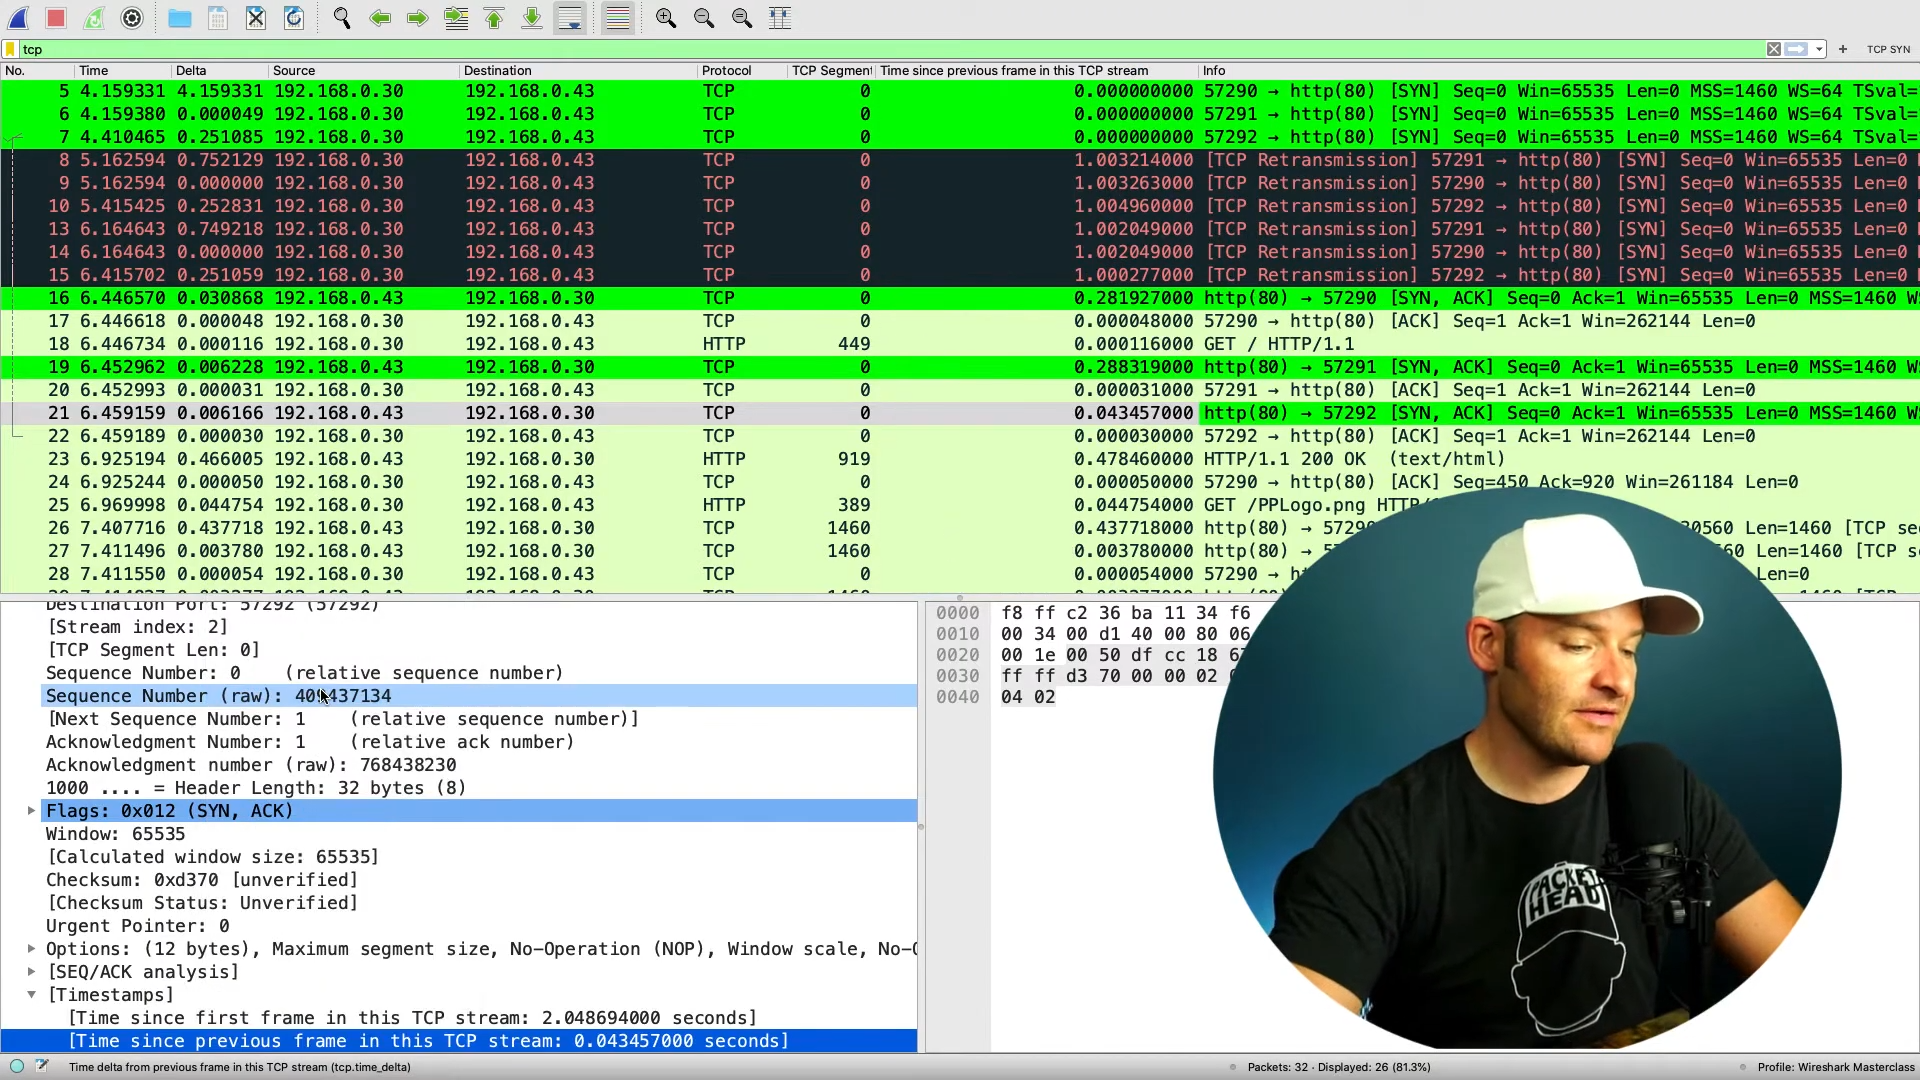 tcp
+ TCP SYN
No. Time Delta Source Destination Protocol TCP Segment Time since previous frame in this TCP stream Info
5 4.159331 4.159331 192.168.0.30 192.168.0.43 TCP 0 0.000000000 57290 → http(80) [SYN] Seq=0 Win=65535 Len=0 MSS=1460 WS=64 TSval=
6 4.159380 0.000049 192.168.0.30 192.168.0.43 TCP 0 0.000000000 57291 → http(80) [SYN] Seq=0 Win=65535 Len=0 MSS=1460 WS=64 TSval=
7 4.410465 0.251085 192.168.0.30 192.168.0.43 TCP 0 0.000000000 57292 → http(80) [SYN] Seq=0 Win=65535 Len=0 MSS=1460 WS=64 TSval=
8 5.162594 0.752129 192.168.0.30 192.168.0.43 TCP 0 1.003214000 [TCP Retransmission] 57291 → http(80) [SYN] Seq=0 Win=65535 Len=0
9 5.162594 0.000000 192.168.0.30 192.168.0.43 TCP 0 1.003263000 [TCP Retransmission] 57290 → http(80) [SYN] Seq=0 Win=65535 Len=0
10 5.415425 0.252831 192.168.0.30 192.168.0.43 TCP 0 1.004960000 [TCP Retransmission] 57292 → http(80) [SYN] Seq=0 Win=65535 Len=0
13 6.164643 0.749218 192.168.0.30 192.168.0.43 TCP 0 1.002049000 [TCP Retransmission] 57291 → http(80) [SYN] Seq=0 Win=65535 Len=0
14 6.164643 0.000000 192.168.0.30 192.168.0.43 TCP 0 1.002049000 [TCP Retransmission] 57290 → http(80) [SYN] Seq=0 Win=65535 Len=0
15 6.415702 0.251059 192.168.0.30 192.168.0.43 TCP 0 1.000277000 [TCP Retransmission] 57292 → http(80) [SYN] Seq=0 Win=65535 Len=0
16 6.446570 0.030868 192.168.0.43 192.168.0.30 TCP 0 0.281927000 http(80) → 57290 [SYN, ACK] Seq=0 Ack=1 Win=65535 Len=0 MSS=1460
17 6.446618 0.000048 192.168.0.30 192.168.0.43 TCP 0 0.000048000 57290 → http(80) [ACK] Seq=1 Ack=1 Win=262144 Len=0
18 6.446734 0.000116 192.168.0.30 192.168.0.43 HTTP 449 0.000116000 GET / HTTP/1.1
19 6.452962 0.006228 192.168.0.43 192.168.0.30 TCP 0 0.288319000 http(80) → 57291 [SYN, ACK] Seq=0 Ack=1 Win=65535 Len=0 MSS=1460
20 6.452993 0.000031 192.168.0.30 192.168.0.43 TCP 0 0.000031000 57291 → http(80) [ACK] Seq=1 Ack=1 Win=262144 Len=0
21 6.459159 0.006166 192.168.0.43 192.168.0.30 TCP 0 0.043457000 http(80) → 57292 [SYN, ACK] Seq=0 Ack=1 Win=65535 Len=0 MSS=1460
22 6.459189 0.000030 192.168.0.30 192.168.0.43 TCP 0 0.000030000 57292 → http(80) [ACK] Seq=1 Ack=1 Win=262144 Len=0
23 6.925194 0.466005 192.168.0.43 192.168.0.30 HTTP 919 0.478460000 HTTP/1.1 200 OK (text/html)
24 6.925244 0.000050 192.168.0.30 192.168.0.43 TCP 0 0.000050000 57290 → http(80) [ACK] Seq=450 Ack=920 Win=261184 Len=0
25 6.969998 0.044754 192.168.0.30 192.168.0.43 HTTP 389 0.044754000 GET /PPLogo.png
26 7.407716 0.437718 192.168.0.43 192.168.0.30 TCP 1460 0.437718000 http(80) → 57290 Len=1460 [TCP
27 7.411496 0.003780 192.168.0.43 192.168.0.30 TCP 1460 0.003780000 http(80) → Len=1460 [TCP
28 7.411550 0.000054 192.168.0.30 192.168.0.43 TCP 0 0.000054000 57290 → Len=0
Destination Port: 57292 (57292)
[Stream index: 2]
[TCP Segment Len: 0]
Sequence Number: 0 (relative sequence number)
Sequence Number (raw): 409437134
[Next Sequence Number: 1 (relative sequence number)]
Acknowledgment Number: 1 (relative ack number)
Acknowledgment number (raw): 768438230
1000 .... = Header Length: 32 bytes (8)
Flags: 0x012 (SYN, ACK)
Window: 65535
[Calculated window size: 65535]
Checksum: 0xd370 [unverified]
[Checksum Status: Unverified]
Urgent Pointer: 0
Options: (12 bytes), Maximum segment size, No-Operation (NOP), Window scale,
[SEQ/ACK analysis]
[Timestamps]
[Time since first frame in this TCP stream: 2.048694000 seconds]
[Time since previous frame in this TCP stream: 0.043457000 seconds]
0000 f8 ff c2 36 ba 11 34 f6
0010 00 34 00 d1 40 00 80 06
0020 00 1e 00 50 df cc 18
0030 ff ff d3 70 00 00 02
0040 04 02
PACKET
HEAD
Time delta from previous frame in this TCP stream (tcp.time_delta)
Packets: 32 · Displayed: 26 (81.3%)
Profile: Wireshark Masterclass